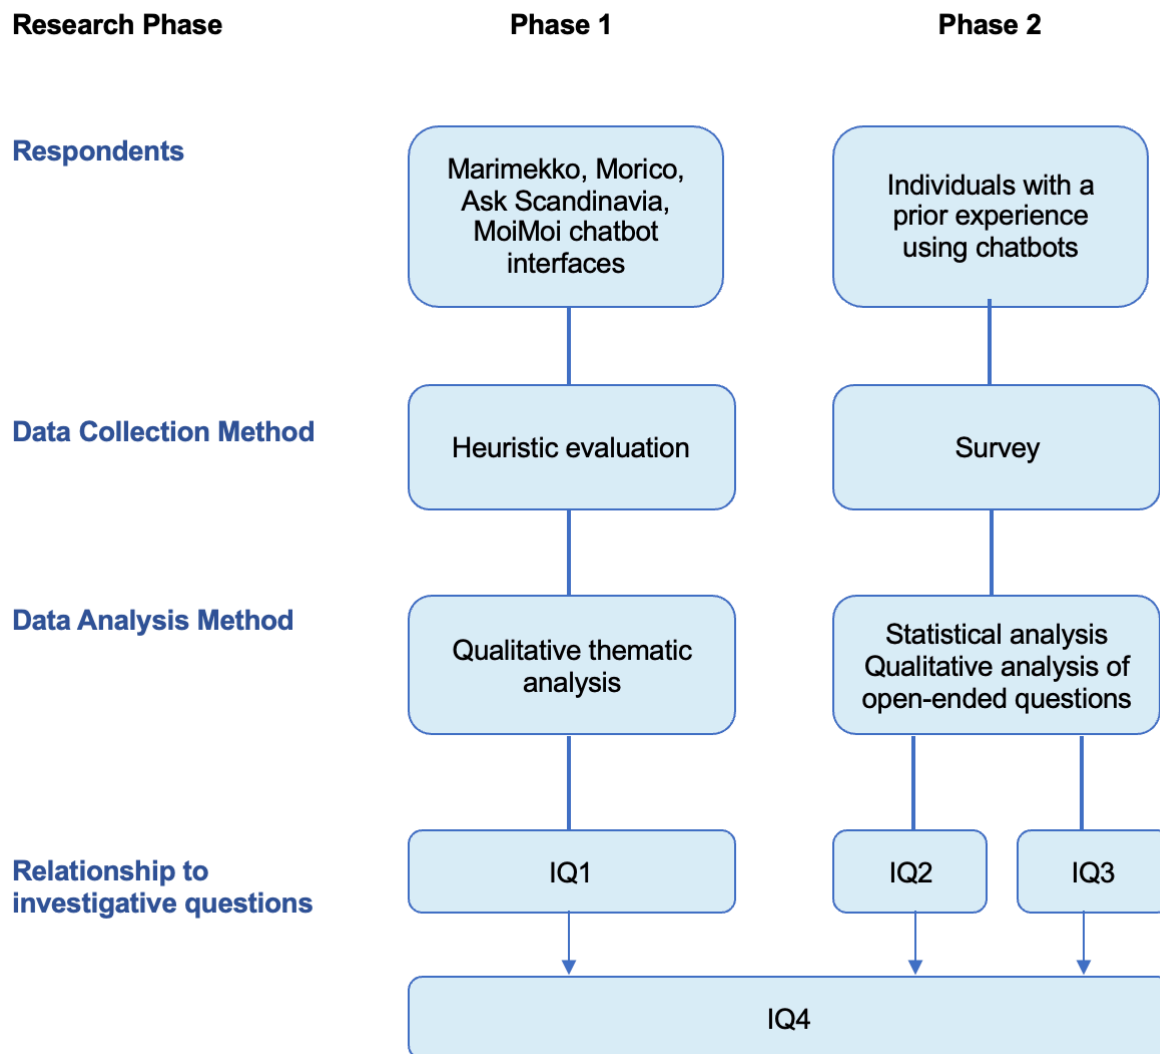 Research Phase
Phase 1
Phase 2
Respondents
Marimekko, Morico,
Ask Scandinavia,
MoiMoi chatbot
interfaces
Individuals with a
prior experience
using chatbots
Data Collection Method
Heuristic evaluation
Survey
Data Analysis Method
Qualitative thematic
analysis
Statistical analysis
Qualitative analysis of
open-ended questions
Relationship to
investigative questions
IQ1
IQ2
IQ3
IQ4